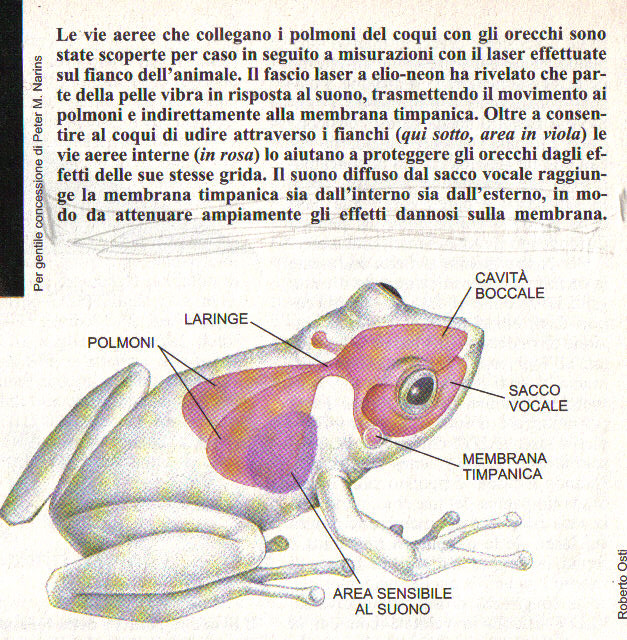 Le vie aeree che collegano i polmoni del coqui con gli orecchi sono
state scoperte per caso in seguito a misurazioni con il laser effettuate
sul fianco dell'animale. Il fascio laser a elio-neon ha rivelato che par-
te della pelle vibra in risposta al suono, trasmettendo il movimento ai
polmoni e indirettamente alla membrana timpanica. Oltre a consen-
tire al coqui di udire attraverso i fianchi (qui sotto, area in viola) le
vie aeree interne (in rosa) lo aiutano a proteggere gli orecchi dagli ef-
fetti delle sue stesse grida. Il suono diffuso dal sacco vocale raggiun-
ge la membrana timpanica sia dall'interno sia dall'esterno, in mo-
do da attenuare ampiamente gli effetti dannosi sulla membrana.
Per gentile concessione di Peter M. Narins
CAVITÀ
BOCCALE
LARINGE
POLMONI
SACCO
VOCALE
MEMBRANA
TIMPANICA
AREA SENSIBILE
AL SUONO
Roberto Osti